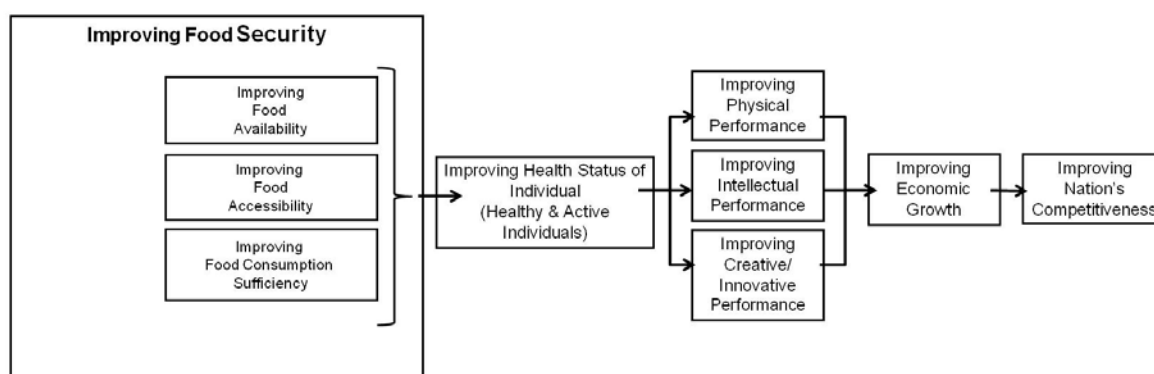 Improving Food Security
Improving
Food
Availability
Improving
Food
Accessibility
Improving
Food Consumption
Sufficiency
Improving Health Status of
Individual
(Healthy & Active
Individuals)
Improving
Physical
Performance
Improving
Intellectual
Performance
Improving
Creative/
Innovative
Performance
Improving
Economic
Growth
Improving
Nation's
Competitiveness